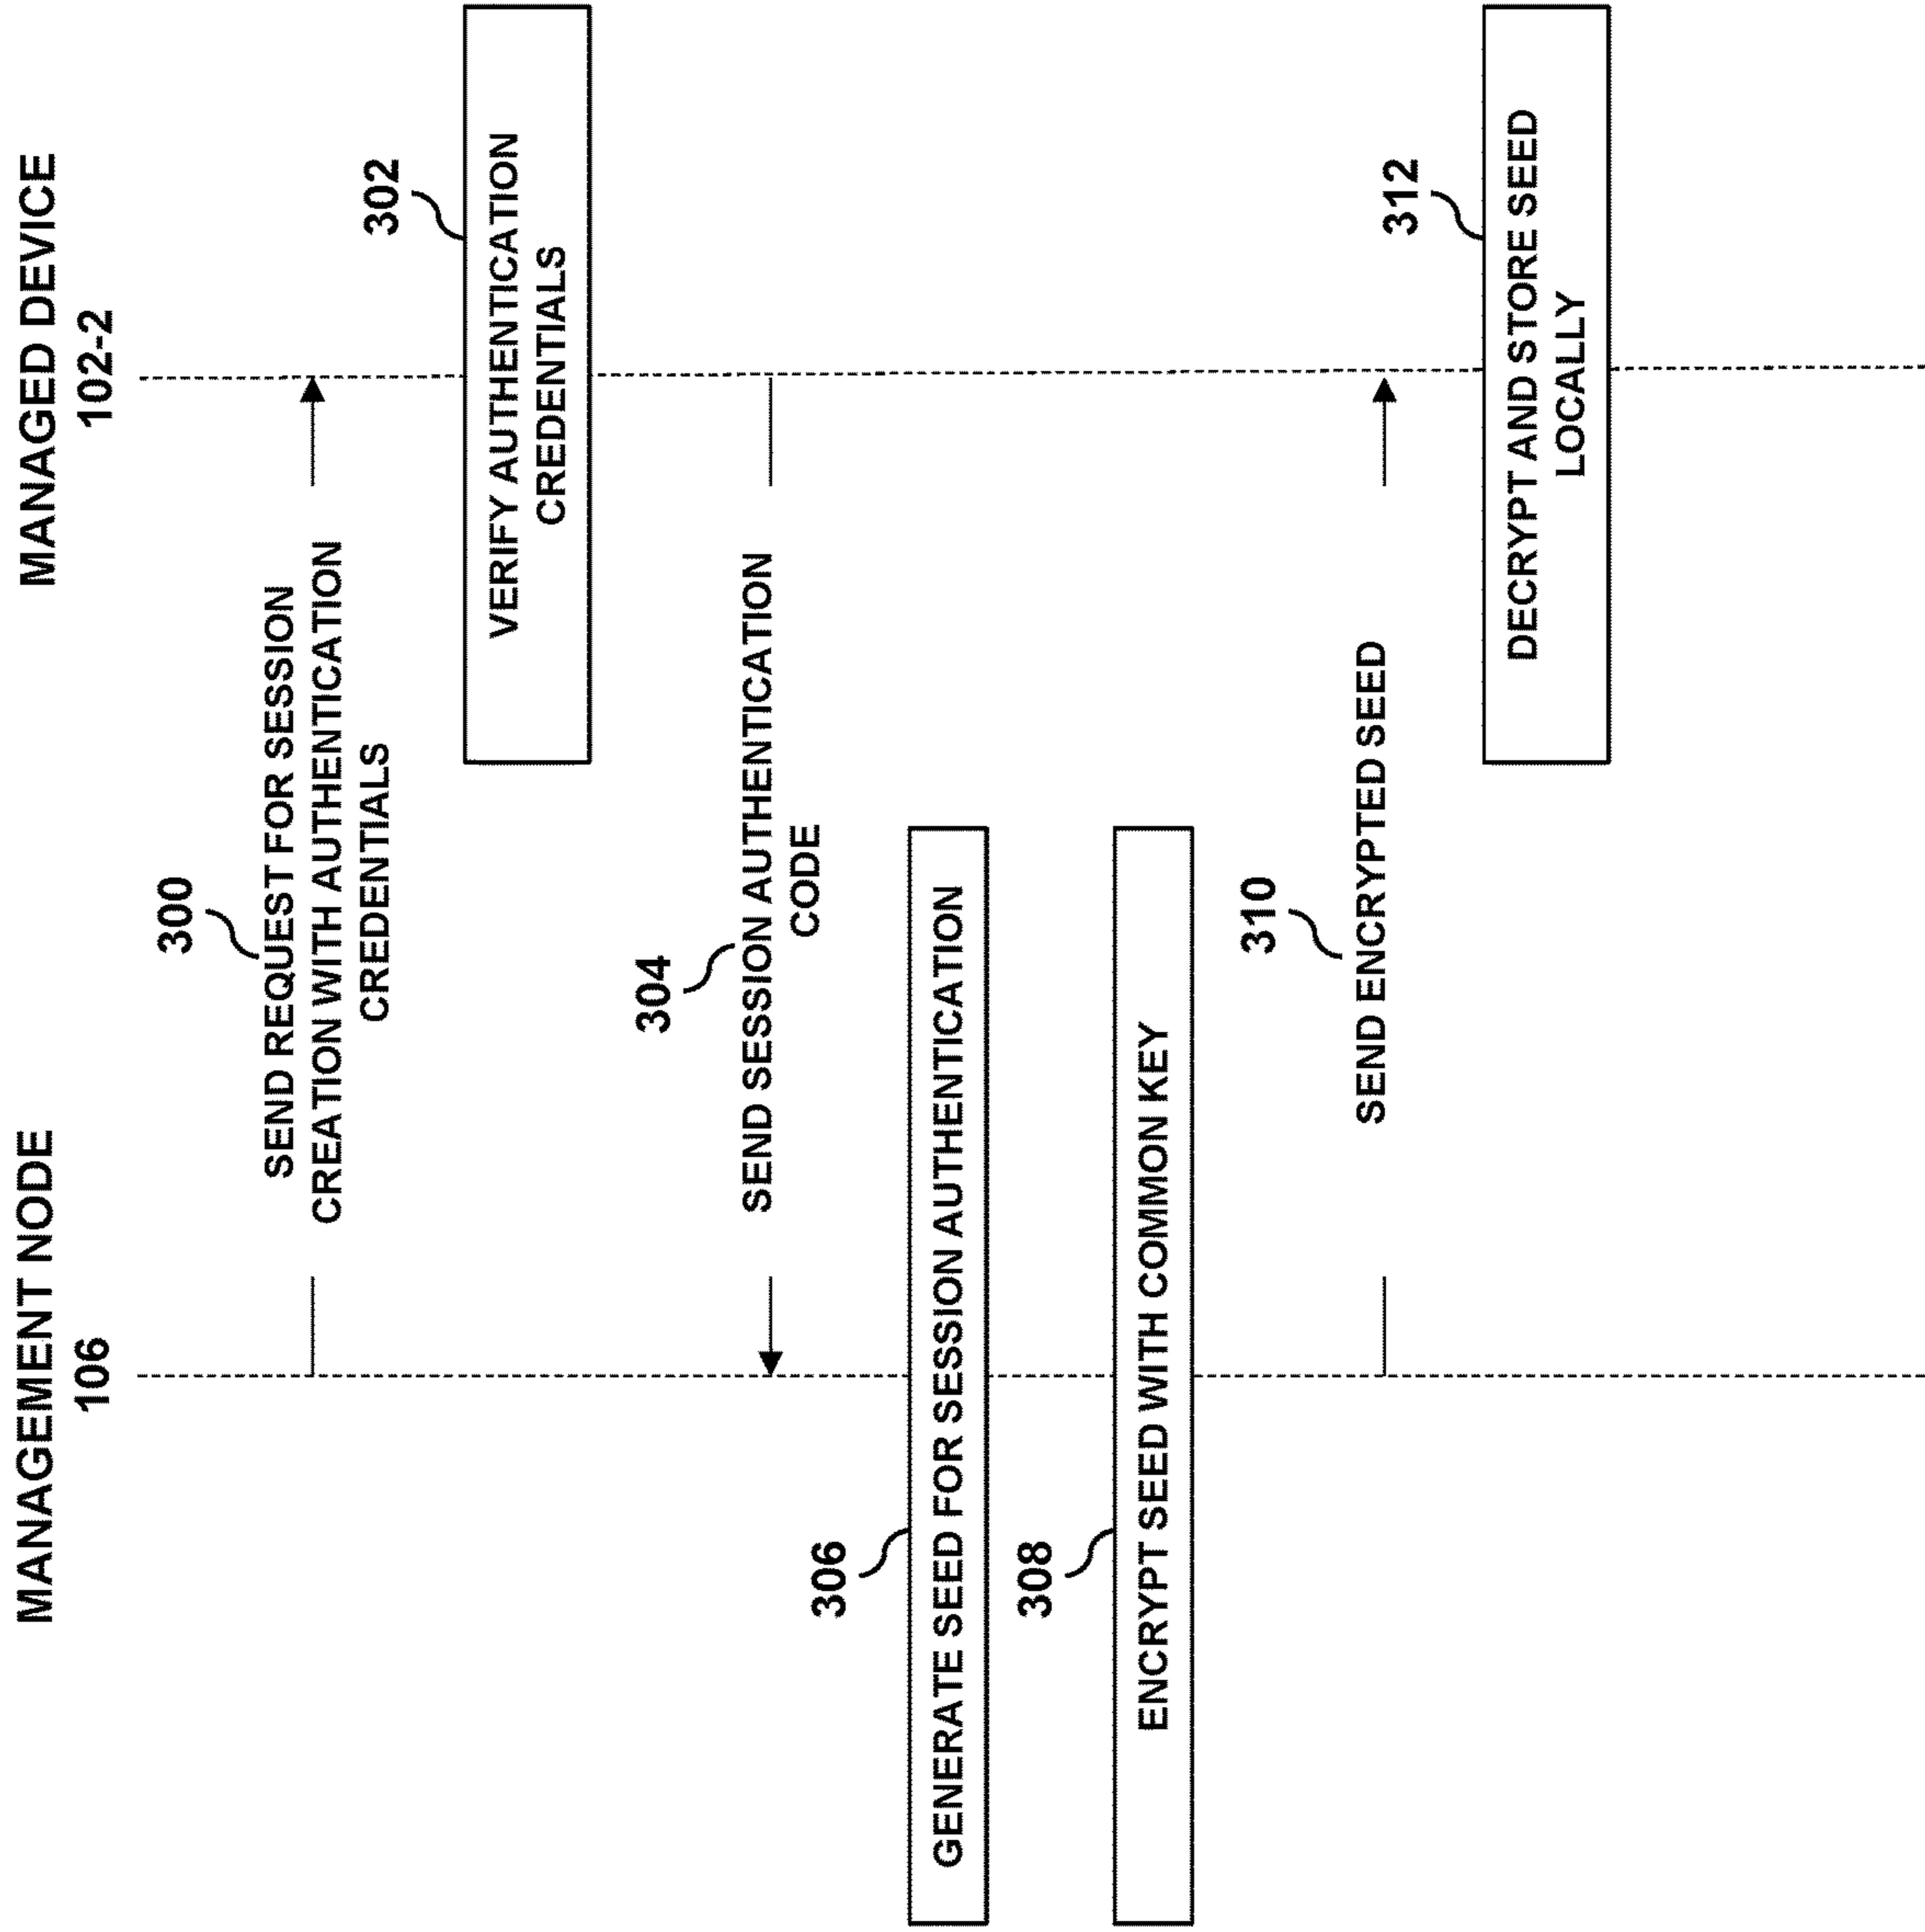 MANAGEMENT NODE
106
MANAGED DEVICE
102-2
300
SEND REQUEST FOR SESSION
CREATION WITH AUTHENTICATION
CREDENTIALS
302
VERIFY AUTHENTICATION
CREDENTIALS
304
SEND SESSION AUTHENTICATION
CODE
306
GENERATE SEED FOR SESSION AUTHENTICATION
308
ENCRYPT SEED WITH COMMON KEY
310
SEND ENCRYPTED SEED
312
DECRYPT AND STORE SEED
LOCALLY